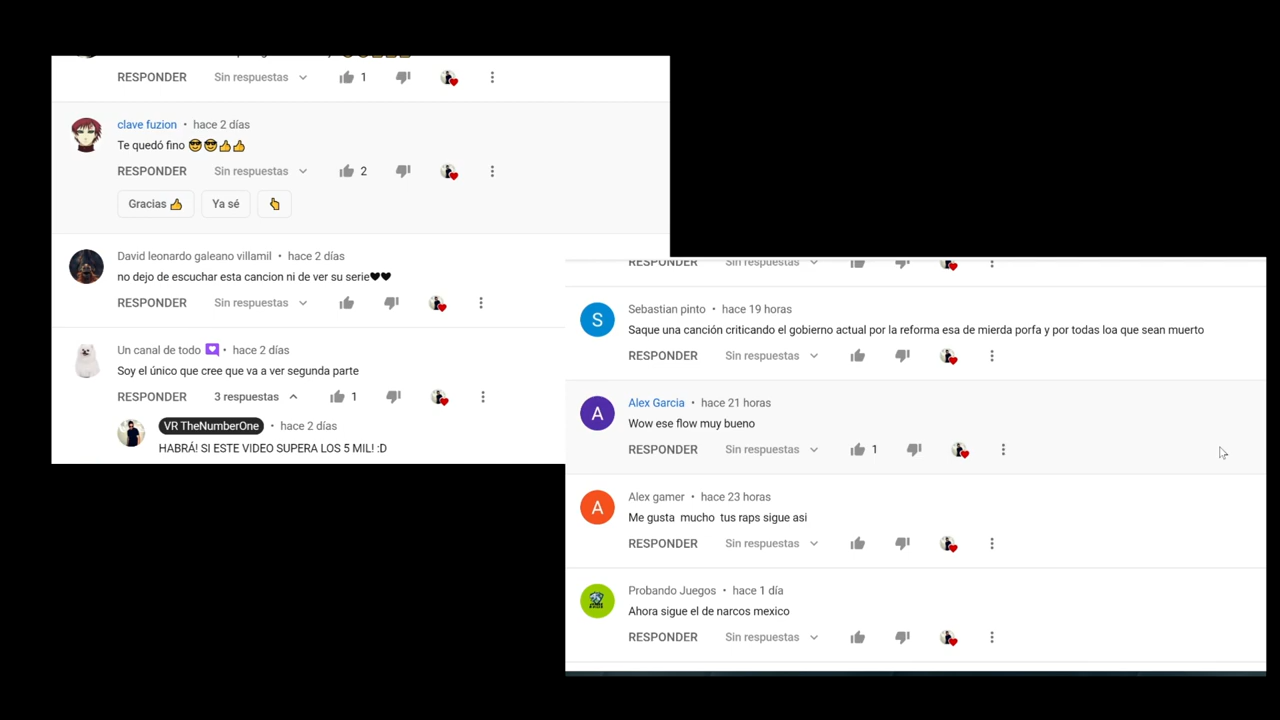 RESPONDER Sin respuestas 1
clave fuzion • hace 2 días
Te quedó fino 😎😎👍👍
RESPONDER Sin respuestas 2
Gracias 👍 Ya sé 👆
David leonardo galeano villamil • hace 2 días
no dejo de escuchar esta cancion ni de ver su serie🖤🖤
RESPONDER Sin respuestas
Un canal de todo • hace 2 días
Soy el único que cree que va a ver segunda parte
RESPONDER 3 respuestas 1
VR TheNumberOne • hace 2 días
HABRÁ! SI ESTE VIDEO SUPERA LOS 5 MIL! :D
RESPONDER Sin respuestas
Sebastian pinto • hace 19 horas
Saque una canción criticando el gobierno actual por la reforma esa de mierda porfa y por todas loa que sean muerto
RESPONDER Sin respuestas
A
Alex Garcia • hace 21 horas
Wow ese flow muy bueno
RESPONDER Sin respuestas 1
A
Alex gamer • hace 23 horas
Me gusta mucho tus raps sigue asi
RESPONDER Sin respuestas
Probando Juegos • hace 1 día
Ahora sigue el de narcos mexico
RESPONDER Sin respuestas